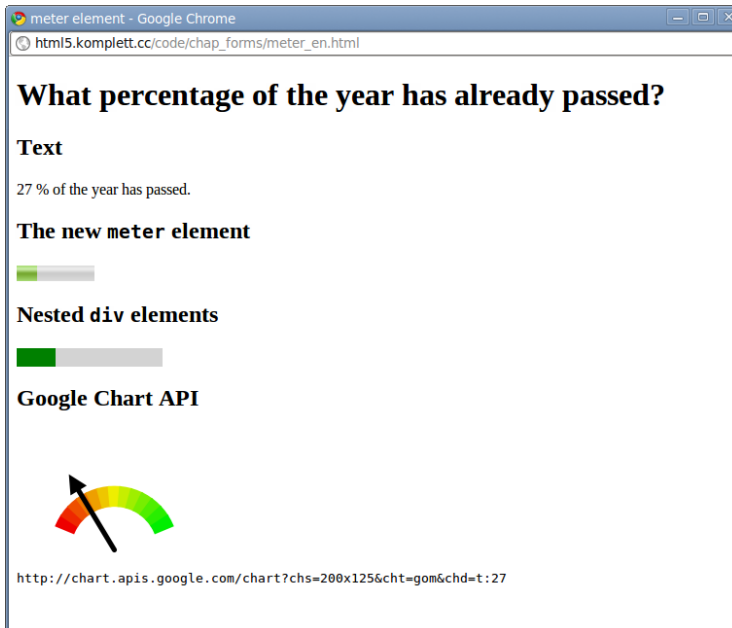 meter element - Google Chrome
html5.komplett.cc/code/chap_forms/meter_en.html
What percentage of the year has already passed?
Text
27 % of the year has passed.
The new meter element
Nested div elements
Google Chart API
http://chart.apis.google.com/chart?chs=200x125&cht=gom&chd=t:27